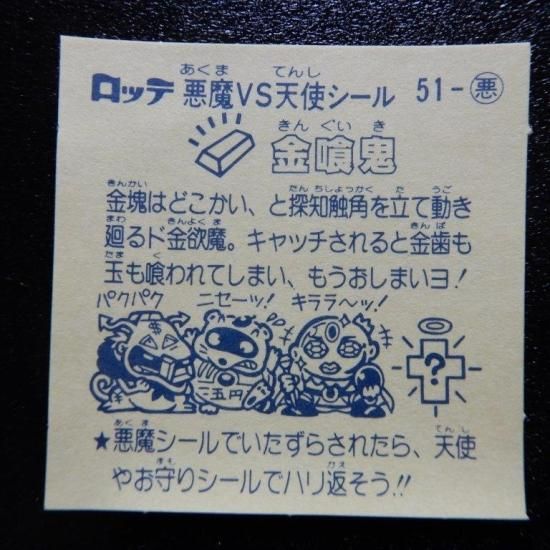 ロッテ 悪魔VS天使シール 51-悪
金喰鬼
金塊はどこかい、と探知触角を立て動き
廻るド金欲魔。キャッチされると金歯も
玉も喰われてしまい、もうおしまいヨ!
パクパク ニセーッ! キララ〜ッ!
二玉円
?
★悪魔シールでいたずらされたら、天使
やお守りシールでハリ返そう!!